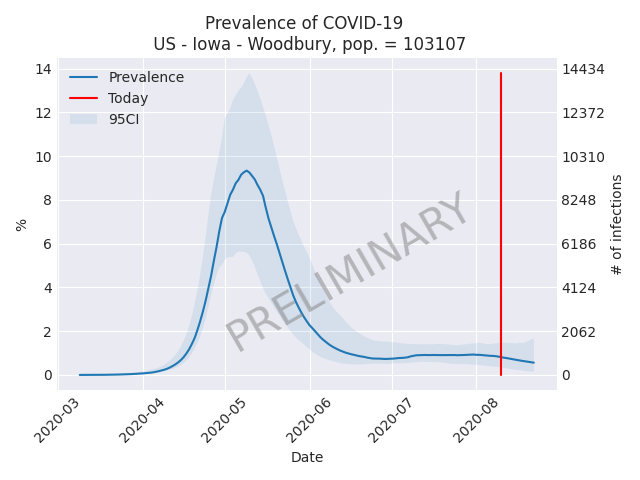 Prevalence of COVID-19
US - Iowa - Woodbury, pop. = 103107
Prevalence
Today
95CI
14
12
10
8
6
4
2
0
%
14434
12372
10310
8248
6186
4124
2062
0
# of infections
PRELIMINARY
2020-03
2020-04
2020-05
2020-06
2020-07
2020-08
Date